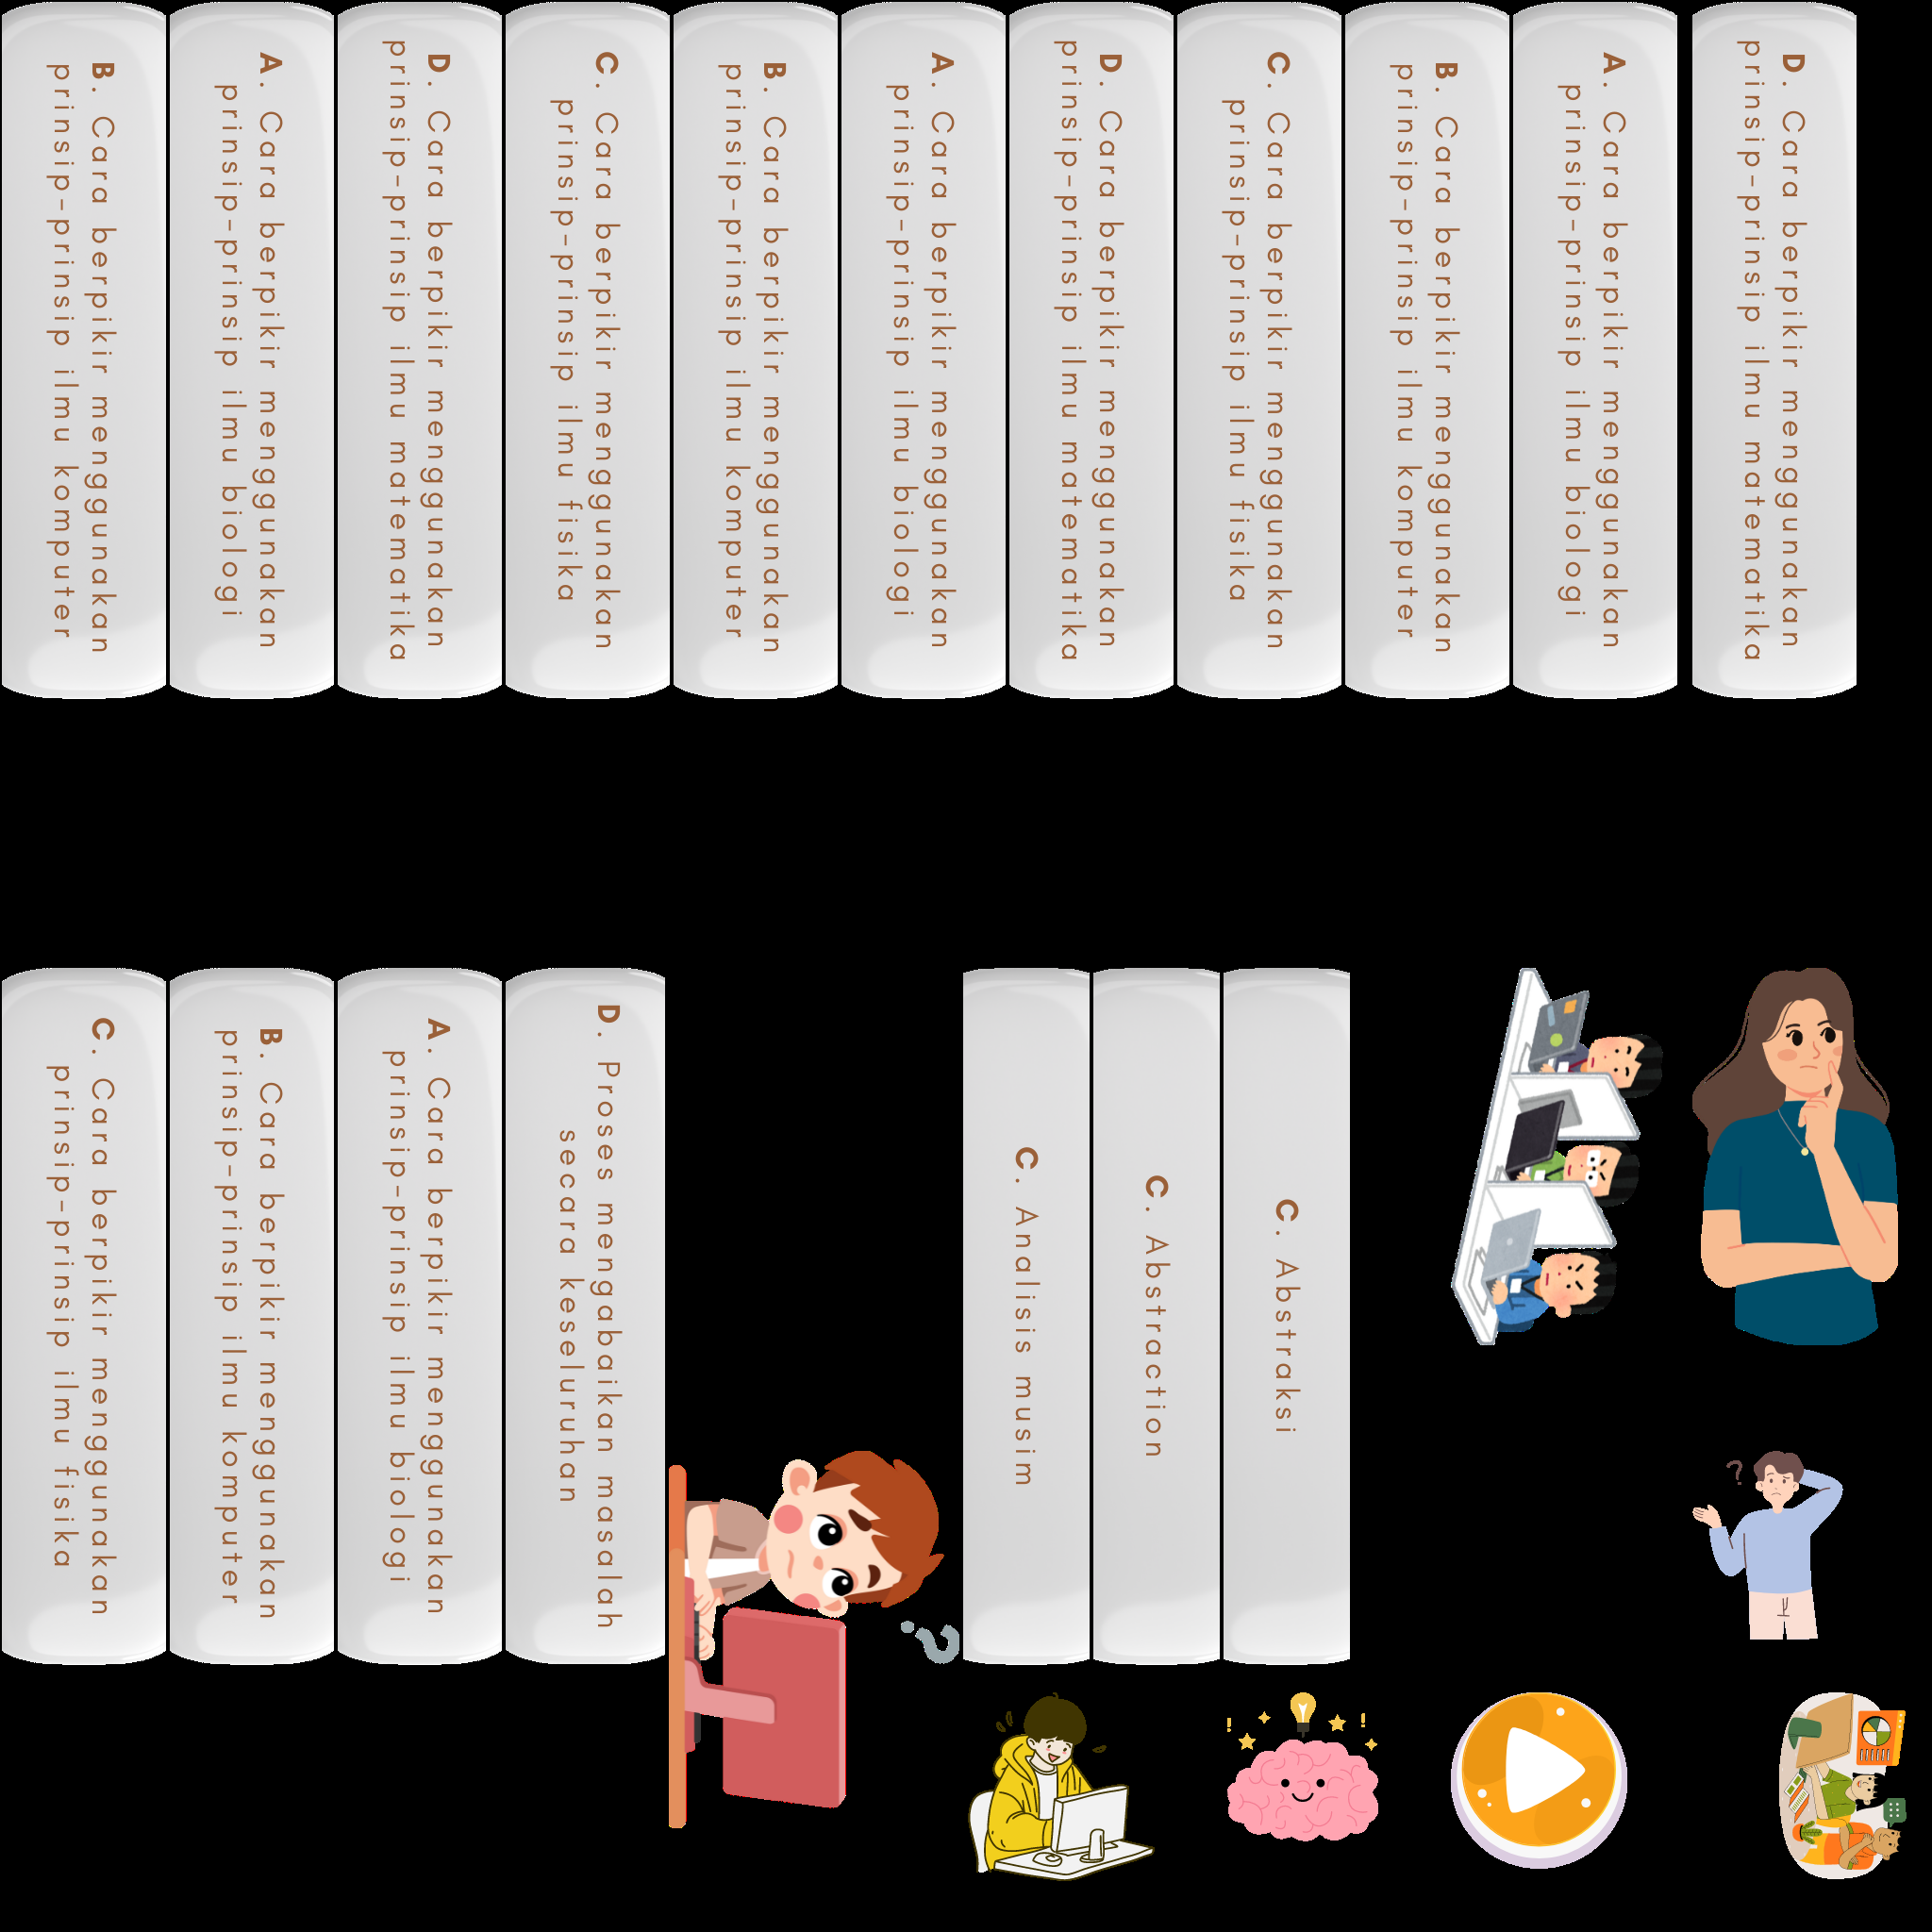 B. Cara berpikir menggunakan
prinsip-prinsip ilmu komputer
A. Cara berpikir menggunakan
prinsip-prinsip ilmu biologi
D. Cara berpikir menggunakan
prinsip-prinsip ilmu matematika
C. Cara berpikir menggunakan
prinsip-prinsip ilmu fisika
B. Cara berpikir menggunakan
prinsip-prinsip ilmu komputer
A. Cara berpikir menggunakan
prinsip-prinsip ilmu biologi
D. Cara berpikir menggunakan
prinsip-prinsip ilmu matematika
C. Cara berpikir menggunakan
prinsip-prinsip ilmu fisika
B. Cara berpikir menggunakan
prinsip-prinsip ilmu komputer
A. Cara berpikir menggunakan
prinsip-prinsip ilmu biologi
D. Cara berpikir menggunakan
prinsip-prinsip ilmu matematika
C. Cara berpikir menggunakan
prinsip-prinsip ilmu fisika
B. Cara berpikir menggunakan
prinsip-prinsip ilmu komputer
A. Cara berpikir menggunakan
prinsip-prinsip ilmu biologi
D. Proses mengabaikan masalah
secara keseluruhan
?
C. Analisis musim
C. Abstraction
C. Abstraksi
?
! !